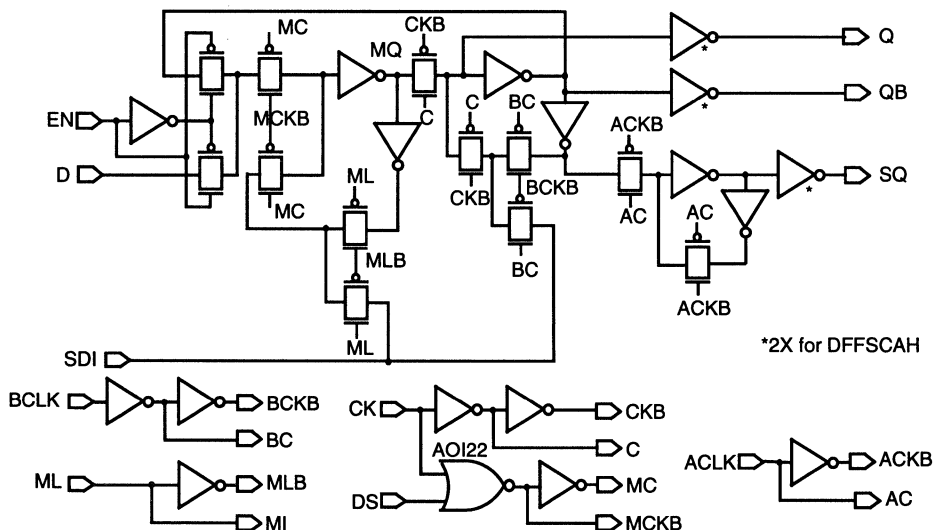 MC
CKB
MQ
Q
C
BC
QB
C
EN
MCKB
ACKB
D
SQ
ML
CKB
BCKB
MC
AC
AC
MLB
BC
ACKB
ML
SDI
*2X for DFFSCAH
BCLK
BCKB
CK
CKB
BC
C
AOI22
ML
MLB
DS
MC
ACLK
ACKB
MI
MCKB
AC
*
*
*